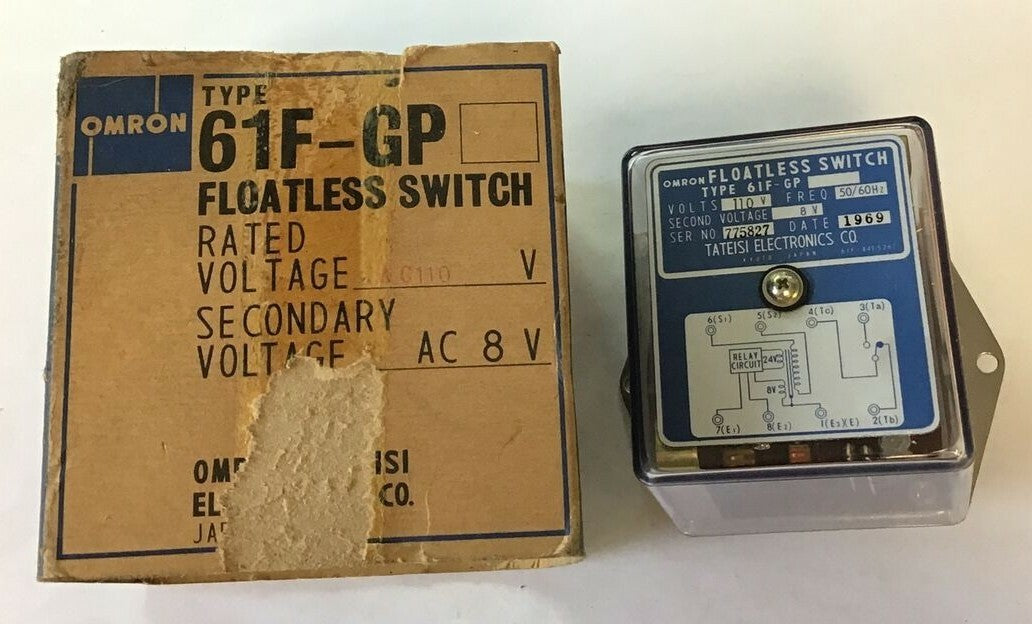 OMRON
TYPE
61F-GP
FLOATLESS SWITCH
RATED
VOLTAGE AC110 V
SECONDARY
VOLTAGE AC 8 V
ISI
CO.
OMRON FLOATLESS SWITCH
TYPE 61F-GP
VOLTS 110 V FREQ. 50/60Hz
SECOND VOLTAGE 8 V
SER NO 775827 DATE 1969
TATEISI ELECTRONICS CO.
KYOTO JAPAN
6(S1) 5(S2) 4(Tc) 3(Ta)
RELAY
CIRCUIT
24V
8V
7(E1) 8(E2) 1(E3)(E) 2(Tb)